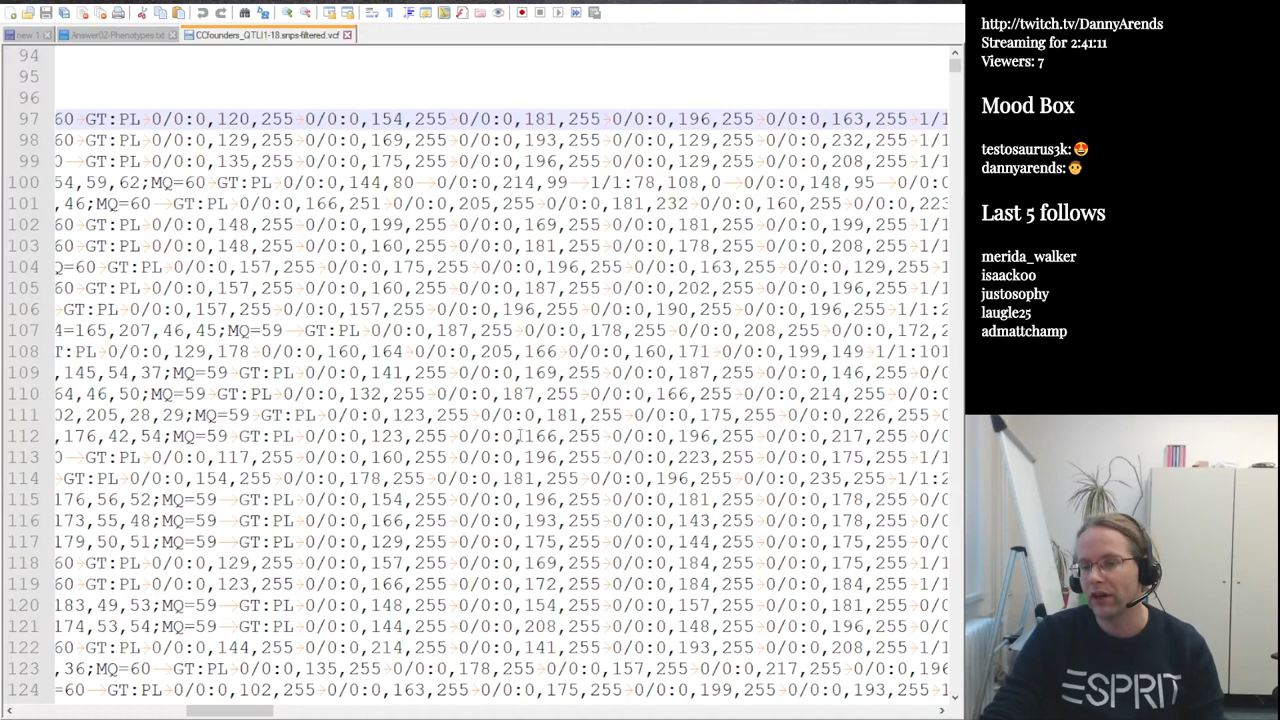 new 1
Answer02-Phenotypes.txt
CCfounders_QTLI1-18.snps-filtered.vcf
94
95
96
97 60 GT:PL 0/0:0,120,255 0/0:0,154,255 0/0:0,181,255 0/0:0,196,255 0/0:0,163,255 1/1
98 60 GT:PL 0/0:0,129,255 0/0:0,169,255 0/0:0,193,255 0/0:0,129,255 0/0:0,232,255 1/1
99 0 GT:PL 0/0:0,135,255 0/0:0,175,255 0/0:0,196,255 0/0:0,129,255 0/0:0,208,255 1/1
100 54,59,62;MQ=60 GT:PL 0/0:0,144,80 0/0:0,214,99 1/1:78,108,0 0/0:0,148,95 0/0:0
101 ,46;MQ=60 GT:PL 0/0:0,166,251 0/0:0,205,255 0/0:0,181,232 0/0:0,160,255 0/0:0,223
102 60 GT:PL 0/0:0,148,255 0/0:0,199,255 0/0:0,169,255 0/0:0,181,255 0/0:0,199,255 1/1
103 60 GT:PL 0/0:0,148,255 0/0:0,160,255 0/0:0,181,255 0/0:0,178,255 0/0:0,208,255 1/1
104 Q=60 GT:PL 0/0:0,157,255 0/0:0,175,255 0/0:0,196,255 0/0:0,163,255 0/0:0,129,255 1
105 60 GT:PL 0/0:0,157,255 0/0:0,160,255 0/0:0,187,255 0/0:0,202,255 0/0:0,196,255 1/1
106 60 GT:PL 0/0:0,157,255 0/0:0,157,255 0/0:0,196,255 0/0:0,190,255 0/0:0,196,255 1/1:2
107 4=165,207,46,45;MQ=59 GT:PL 0/0:0,187,255 0/0:0,178,255 0/0:0,208,255 0/0:0,172,2
108 T:PL 0/0:0,129,178 0/0:0,160,164 0/0:0,205,166 0/0:0,160,171 0/0:0,199,149 1/1:101
109 ,145,54,37;MQ=59 GT:PL 0/0:0,141,255 0/0:0,169,255 0/0:0,187,255 0/0:0,146,255 0/0
110 64,46,50;MQ=59 GT:PL 0/0:0,132,255 0/0:0,187,255 0/0:0,166,255 0/0:0,214,255 0/0:0
111 02,205,28,29;MQ=59 GT:PL 0/0:0,123,255 0/0:0,181,255 0/0:0,175,255 0/0:0,226,255 0
112 ,176,42,54;MQ=59 GT:PL 0/0:0,123,255 0/0:0,166,255 0/0:0,196,255 0/0:0,217,255 0/0
113 0 GT:PL 0/0:0,117,255 0/0:0,160,255 0/0:0,196,255 0/0:0,223,255 0/0:0,175,255 1/1
114 GT:PL 0/0:0,154,255 0/0:0,178,255 0/0:0,181,255 0/0:0,196,255 0/0:0,235,255 1/1:2
115 176,56,52;MQ=59 GT:PL 0/0:0,154,255 0/0:0,196,255 0/0:0,181,255 0/0:0,178,255 0/0:
116 173,55,48;MQ=59 GT:PL 0/0:0,166,255 0/0:0,193,255 0/0:0,143,255 0/0:0,178,255 0/0:
117 179,50,51;MQ=59 GT:PL 0/0:0,129,255 0/0:0,175,255 0/0:0,144,255 0/0:0,175,255 0/0:
118 60 GT:PL 0/0:0,129,255 0/0:0,157,255 0/0:0,169,255 0/0:0,184,255 0/0:0,175,255 1/1
119 60 GT:PL 0/0:0,123,255 0/0:0,166,255 0/0:0,172,255 0/0:0,184,255 0/0:0,184,255 1/1
120 183,49,53;MQ=59 GT:PL 0/0:0,148,255 0/0:0,154,255 0/0:0,157,255 0/0:0,181,255 0/0:
121 174,53,54;MQ=59 GT:PL 0/0:0,144,255 0/0:0,208,255 0/0:0,148,255 0/0:0,196,255 0/0:
122 60 GT:PL 0/0:0,144,255 0/0:0,214,255 0/0:0,141,255 0/0:0,193,255 0/0:0,208,255 1/1
123 ,36;MQ=60 GT:PL 0/0:0,135,255 0/0:0,178,255 0/0:0,157,255 0/0:0,217,255 0/0:0,196
124 =60 GT:PL 0/0:0,102,255 0/0:0,163,255 0/0:0,175,255 0/0:0,199,255 0/0:0,193,255 1
http://twitch.tv/DannyArends
Streaming for 2:41:11
Viewers: 7
Mood Box
testosaurus3k:
dannyarends:
Last 5 follows
merida_walker
isaack00
justosophy
laugle25
admattchamp
ESPRIT